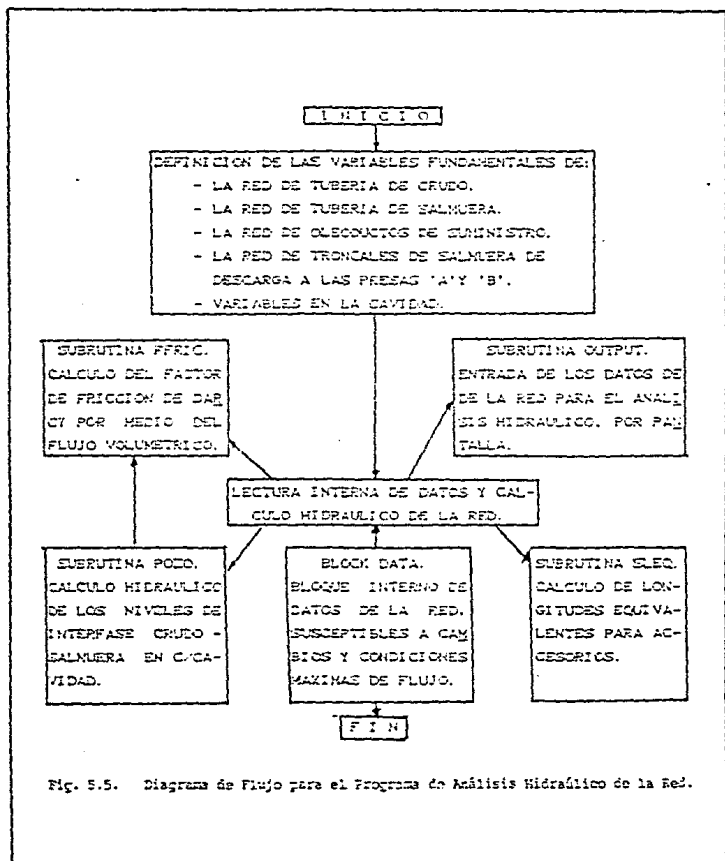 I N I C I O
DEFINICION DE LAS VARIABLES FUNDAMENTALES DE:
- LA RED DE TUBERIA DE CRUDO.
- LA RED DE TUBERIA DE SALMUERA.
- LA RED DE OLEODUCTOS DE SUMINISTRO.
- LA RED DE TRONCALES DE SALMUERA DE
DESCARGA A LAS PRESAS 'A'Y 'B'.
- VARIABLES EN LA CAVIDAD.
SUBRUTINA FFRIC.
CALCULO DEL FACTOR
DE FRICCION DE DAR
CY POR MEDIO DEL
FLUJO VOLUMETRICO.
SUBRUTINA OUTPUT.
ENTRADA DE LOS DATOS DE
DE LA RED PARA EL ANALI
SIS HIDRAULICO. POR PAN
TALLA.
LECTURA INTERNA DE DATOS Y CAL-
CULO HIDRAULICO DE LA RED.
SUBRUTINA POZO.
CALCULO HIDRAULICO
DE LOS NIVELES DE
INTERFASE CRUDO -
SALMUERA EN C/CA-
VIDAD.
BLOCK DATA.
BLOQUE INTERNO DE
DATOS DE LA RED.
SUSCEPTIBLES A CAM
BIOS Y CONDICIONES
MAXIMAS DE FLUJO.
SUBRUTINA SLEQ.
CALCULO DE LON-
GITUDES EQUIVA-
LENTES PARA AC-
CESORIOS.
F I N
Fig. 5.5. Diagrama de Flujo para el Programa de Análisis Hidraúlico de la Red.